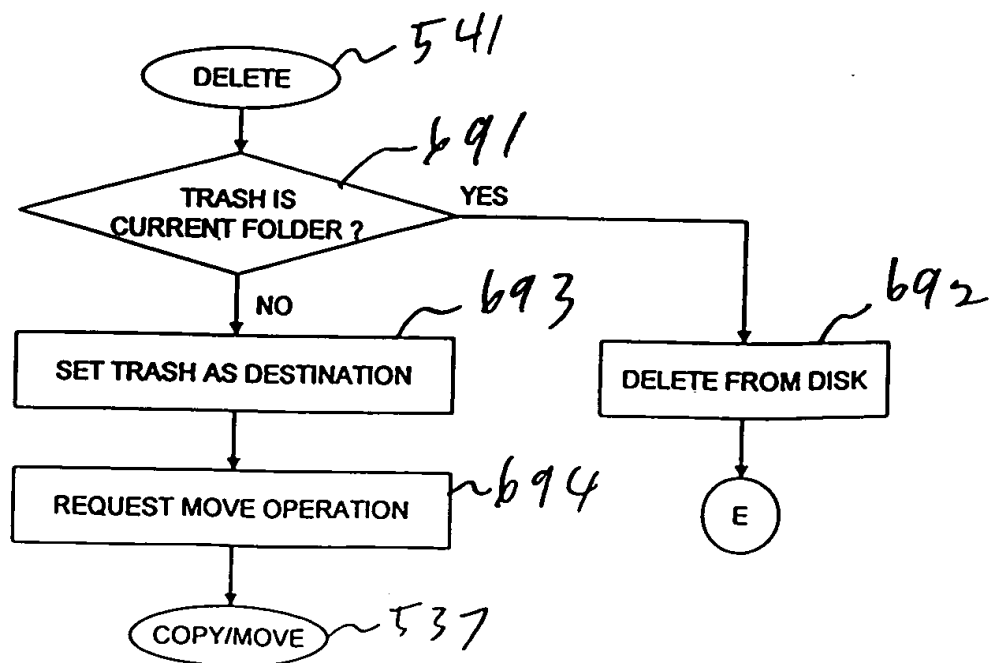 541
DELETE
691
TRASH IS
CURRENT FOLDER ?
YES
NO
693
692
SET TRASH AS DESTINATION
DELETE FROM DISK
694
REQUEST MOVE OPERATION
E
COPY/MOVE
537